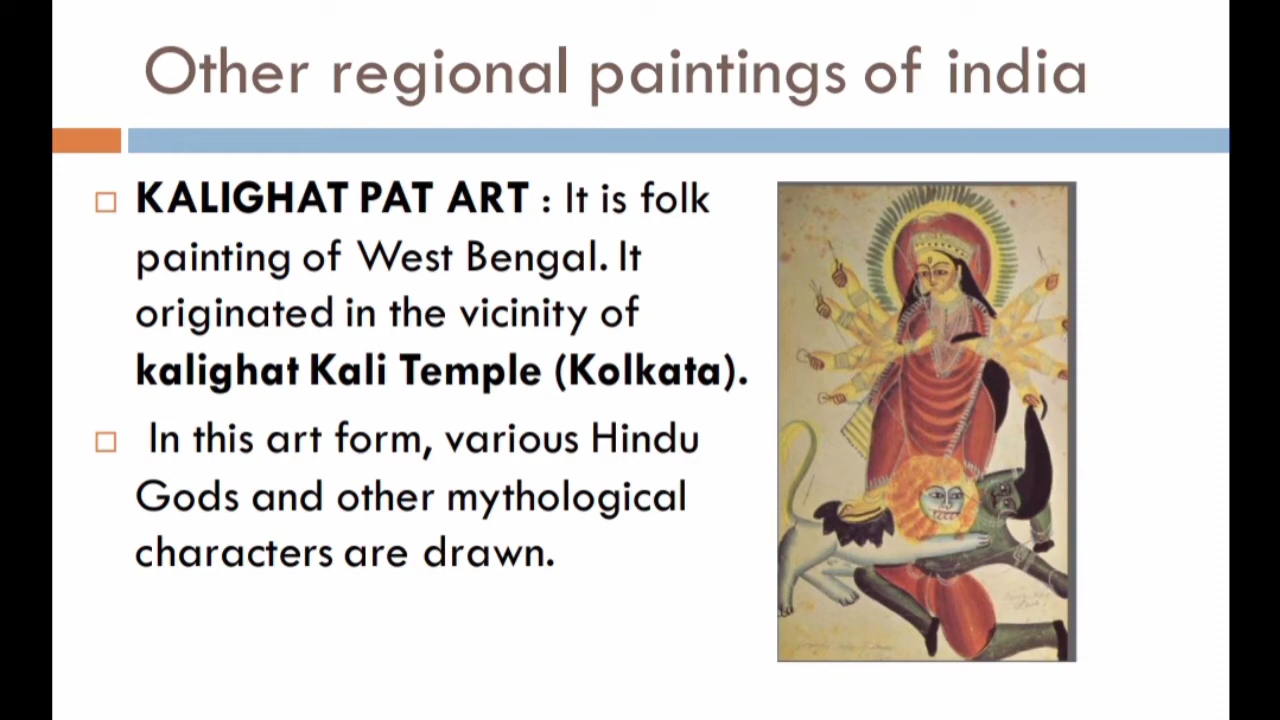 Other regional paintings of india
KALIGHAT PAT ART : It is folk
painting of West Bengal. It
originated in the vicinity of
kalighat Kali Temple (Kolkata).
In this art form, various Hindu
Gods and other mythological
characters are drawn.